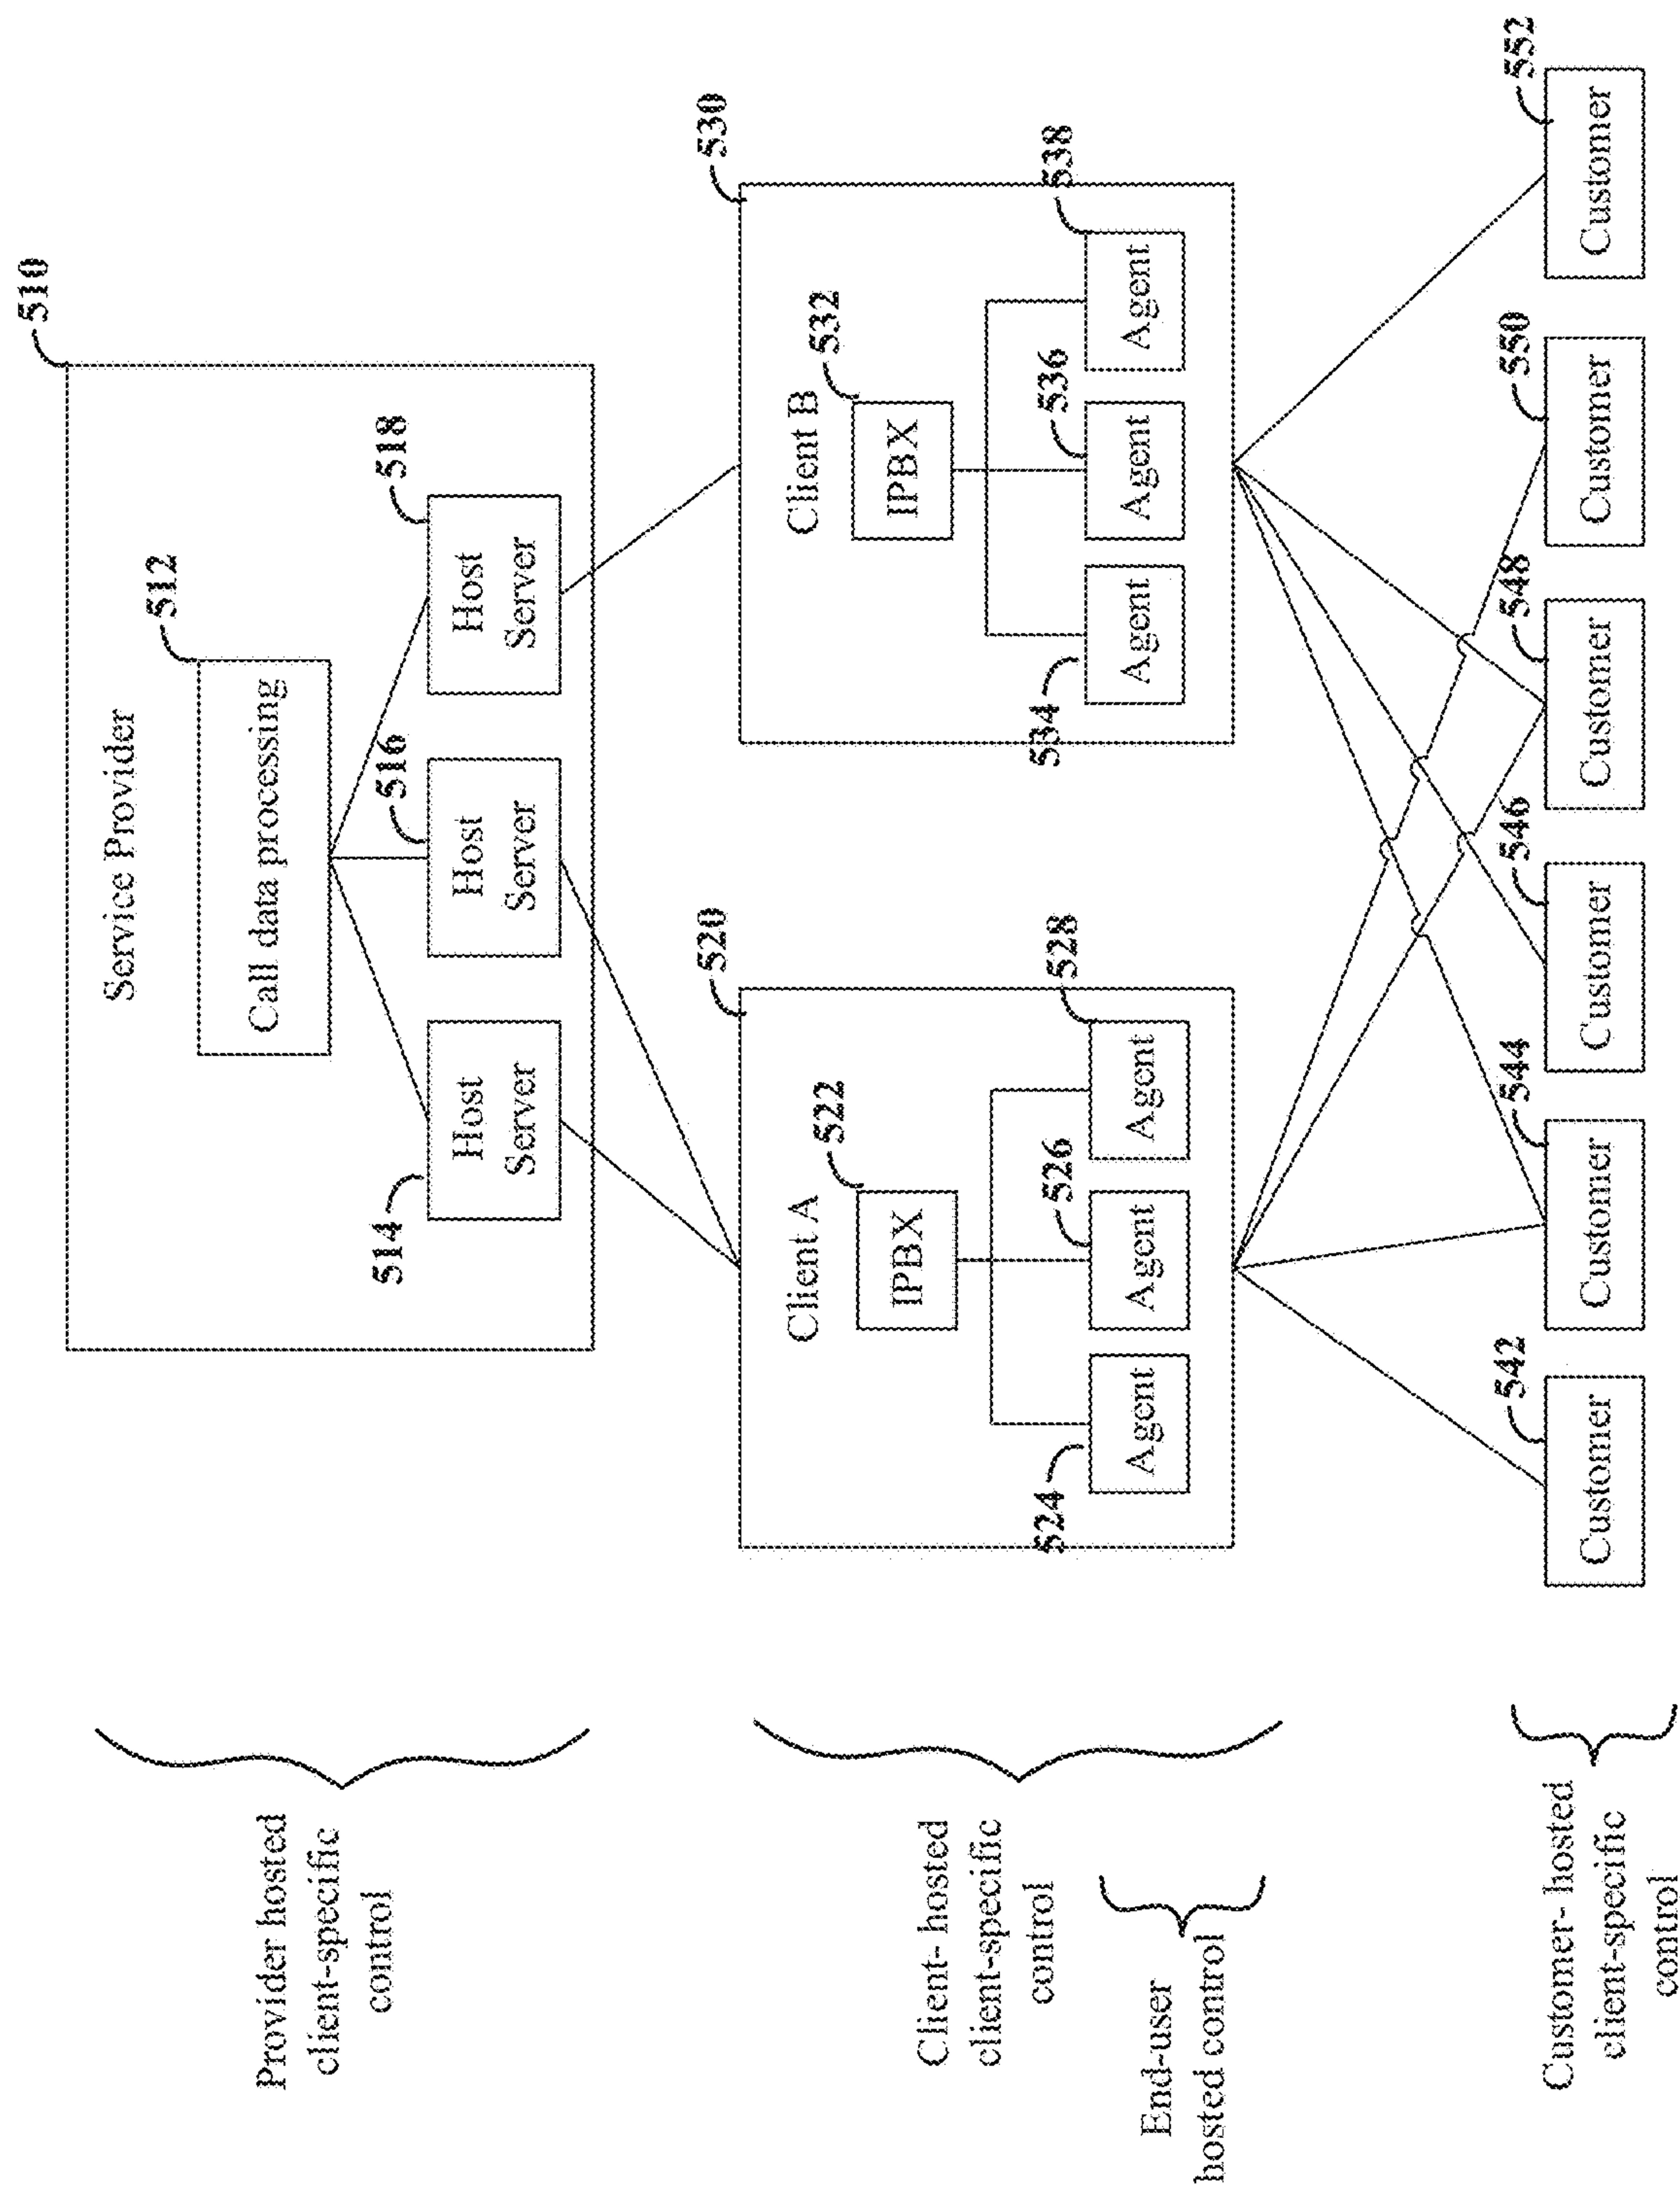 510
Service Provider
512
Call data processing
514
516
518
Host
Server
Host
Server
Host
Server
Provider hosted
client-specific
control
520
530
Client A
Client B
522
IPBX
532
IPBX
524
526
528
Agent
Agent
Agent
534
536
538
Agent
Agent
Agent
Client- hosted
client-specific
control
End-user
hosted control
542
544
546
548
550
552
Customer
Customer
Customer
Customer
Customer
Customer
Customer- hosted
client-specific
control